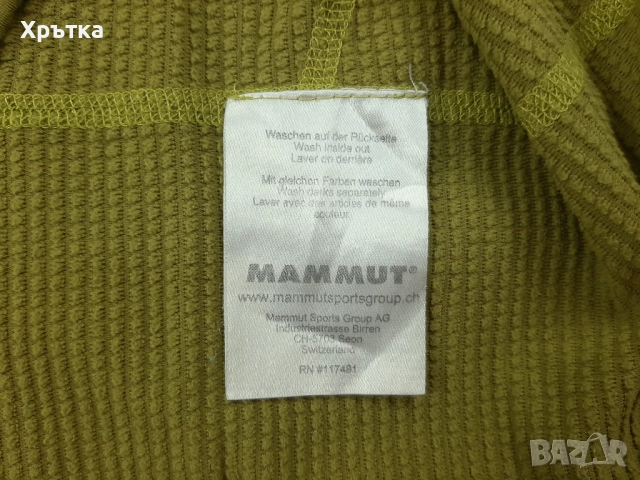 Хрътка
Waschen auf der Rückseite
Wash inside out
Laver en derrière
Mit gleichen Farben waschen
Wash darks separately
Laver avec des articles de même
couleur.
MAMMUT®
www.mammutsportsgroup.ch
Mammut Sports Group AG
Industriestrasse Birren
CH-5703 Seon
Switzerland
RN #117481
BAZAR